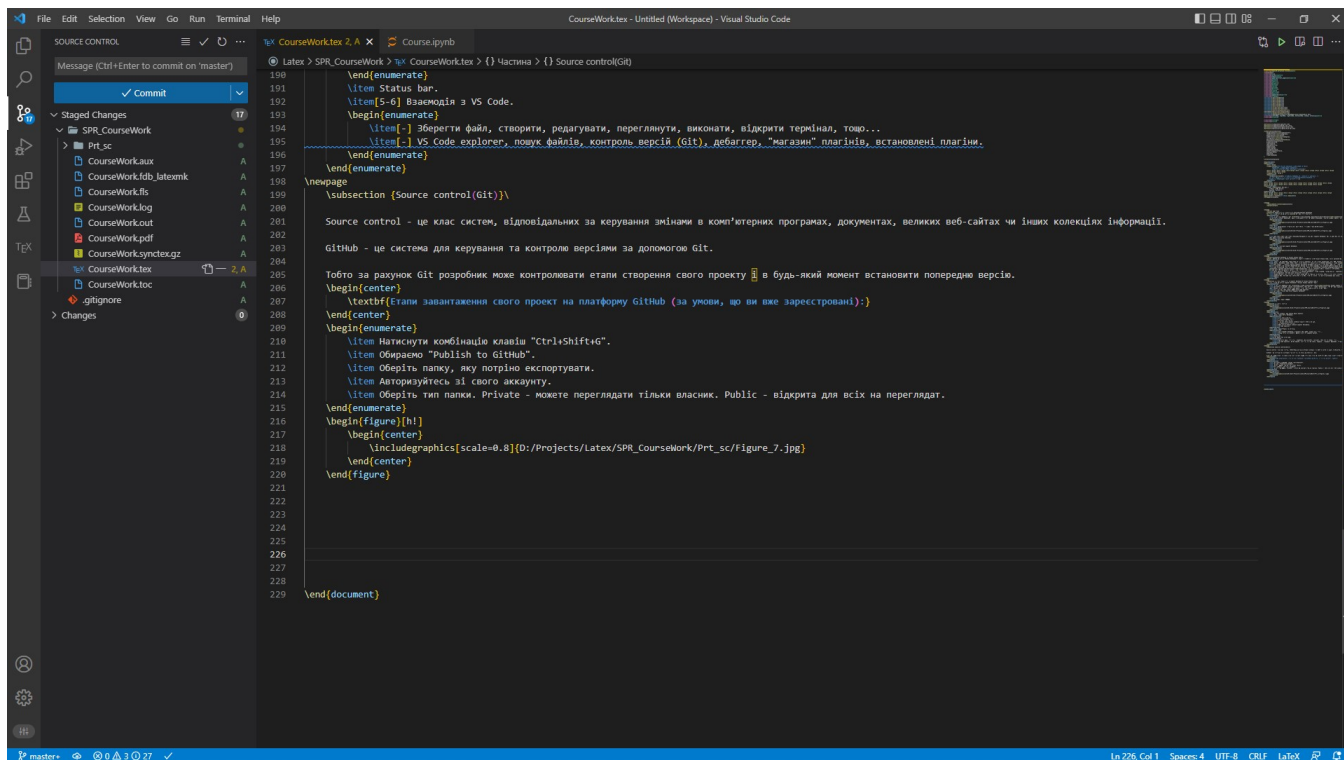 File Edit Selection View Go Run Terminal Help
CourseWork.tex - Untitled (Workspace) - Visual Studio Code
SOURCE CONTROL
CourseWork.tex 2, A
Course.ipynb
Latex > SPR_CourseWork > CourseWork.tex > {} Частина > {} Source control(Git)
Message (Ctrl+Enter to commit on 'master')
Commit
Staged Changes 17
SPR_CourseWork
Prt_sc
CourseWork.aux A
CourseWork.fdb_latexmk A
CourseWork.fls A
CourseWork.log A
CourseWork.out A
CourseWork.pdf A
CourseWork.synctex.gz A
CourseWork.tex 2, A
CourseWork.toc A
.gitignore A
Changes 0
17
TEX
190 \end{enumerate}
191 \item Status bar.
192 \item[5-6] Взаємодія з VS Code.
193 \begin{enumerate}
194 \item[-] Зберегти файл, створити, редагувати, переглянути, виконати, відкрити термінал, тощо...
195 \item[-] VS Code explorer, пошук файлів, контроль версій (Git), дебаггер, "магазин" плагінів, встановлені плагіни.
196 \end{enumerate}
197 \end{enumerate}
198 \newpage
199 \subsection {Source control(Git)}\
200
201 Source control - це клас систем, відповідальних за керування змінами в комп’ютерних програмах, документах, великих веб-сайтах чи інших колекціях інформації.
202
203 GitHub - це система для керування та контролю версіями за допомогою Git.
204
205 Тобто за рахунок Git розробник може контролювати етапи створення свого проекту і в будь-який момент встановити попередню версію.
206 \begin{center}
207 \textbf{Етапи завантаження свого проект на платформу GitHub (за умови, що ви вже зареєстровані):}
208 \end{center}
209 \begin{enumerate}
210 \item Натиснути комбінацію клавіш "Ctrl+Shift+G".
211 \item Обираємо "Publish to GitHub".
212 \item Оберіть папку, яку потріно експортувати.
213 \item Авторизуйтесь зі свого аккаунту.
214 \item Оберіть тип папки. Private - можете переглядати тільки власник. Public - відкрита для всіх на переглядат.
215 \end{enumerate}
216 \begin{figure}[h!]
217 \begin{center}
218 \includegraphics[scale=0.8]{D:/Projects/Latex/SPR_CourseWork/Prt_sc/Figure_7.jpg}
219 \end{center}
220 \end{figure}
221
222
223
224
225
226
227
228
229 \end{document}
master+ 0 3 27
Ln 226, Col 1 Spaces: 4 UTF-8 CRLF LaTeX